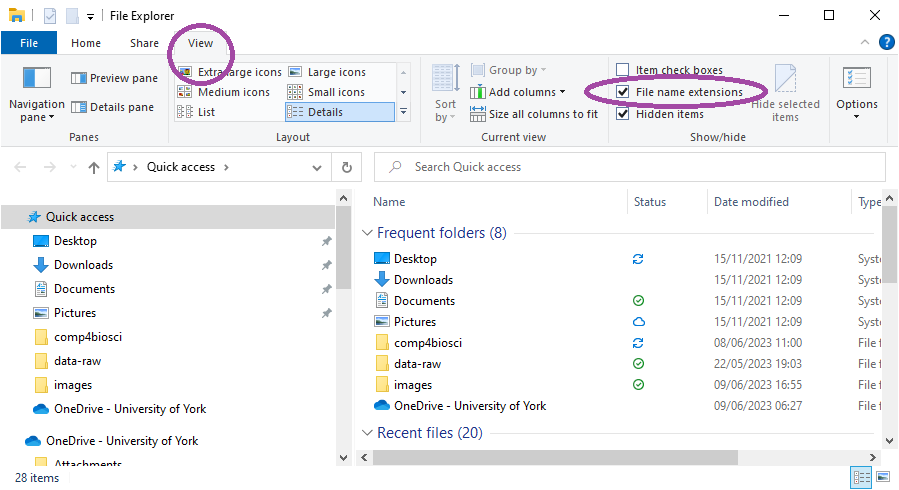 File Explorer
File Home Share View
Navigation pane
Preview pane
Details pane
Panes
Extra large icons Large icons
Medium icons Small icons
List Details
Layout
Sort by
Group by
Add columns
Size all columns to fit
Current view
Item check boxes
File name extensions
Hidden items
Hide selected items
Show/hide
Options
Quick access
Search Quick access
Quick access
Desktop
Downloads
Documents
Pictures
comp4biosci
data-raw
images
OneDrive - University of York
OneDrive - University of York
Attachments
Name Status Date modified Type
Frequent folders (8)
Desktop 15/11/2021 12:09 Syst
Downloads 15/11/2021 12:09 Syst
Documents 15/11/2021 12:09 Syst
Pictures 15/11/2021 12:09 Syst
comp4biosci 08/06/2023 11:00 File f
data-raw 22/05/2023 19:03 File f
images 09/06/2023 16:55 File f
OneDrive - University of York 09/06/2023 06:27 File f
Recent files (20)
28 items